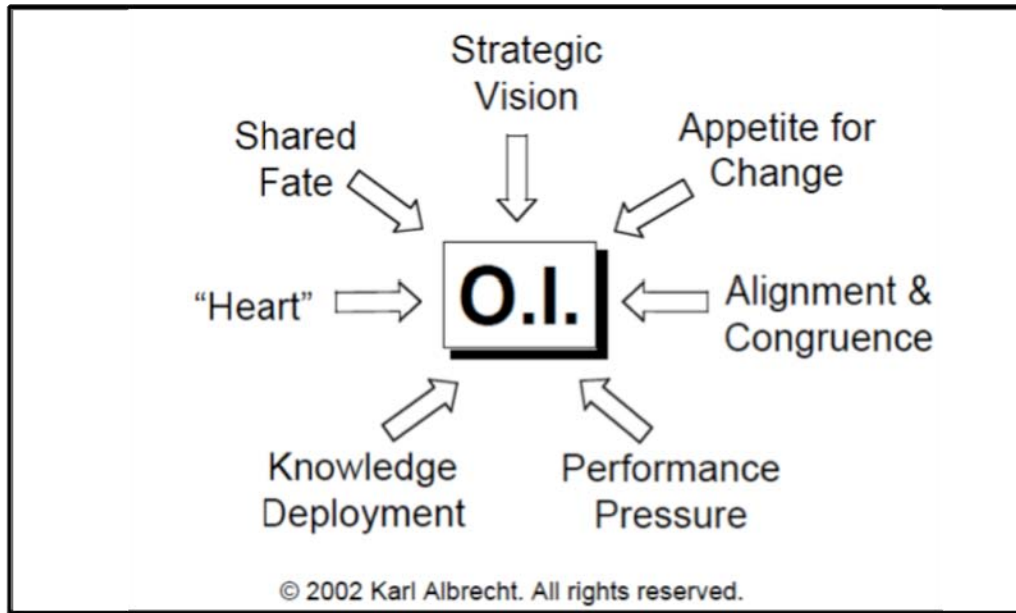 Strategic
Vision
Shared
Fate
Appetite for
Change
“Heart”
O.I.
Alignment &
Congruence
Knowledge
Deployment
Performance
Pressure
© 2002 Karl Albrecht. All rights reserved.